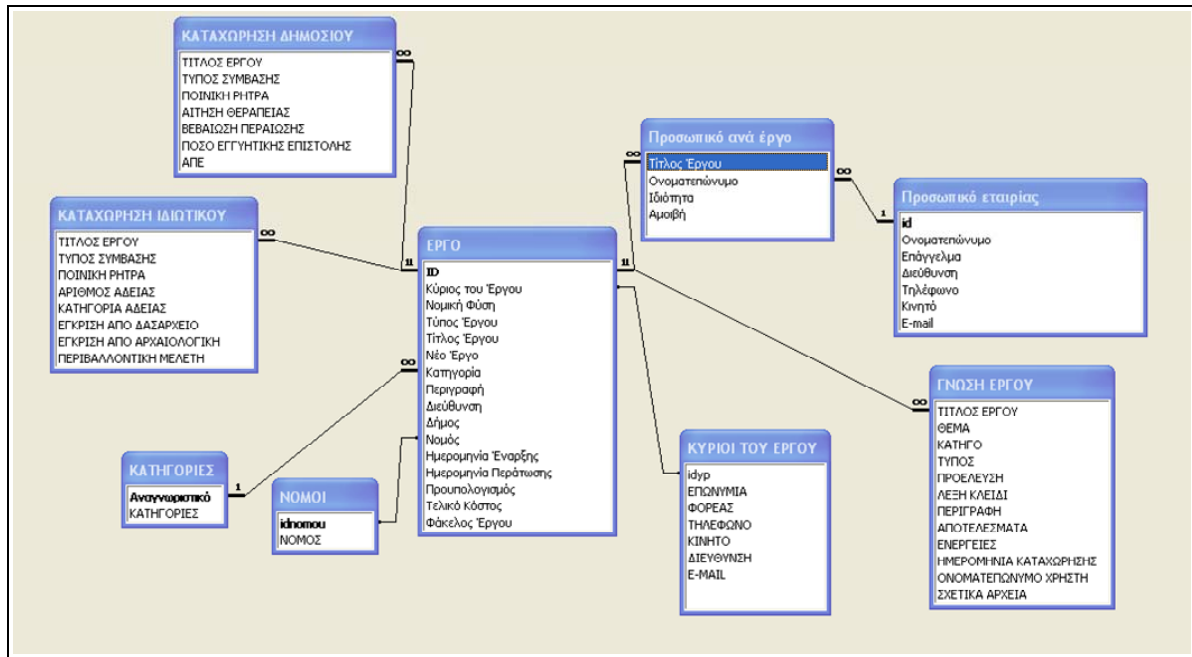 ΚΑΤΑΧΩΡΗΣΗ ΔΗΜΟΣΙΟΥ
ΤΙΤΛΟΣ ΕΡΓΟΥ
ΤΥΠΟΣ ΣΥΜΒΑΣΗΣ
ΠΟΙΝΙΚΗ ΡΗΤΡΑ
ΑΙΤΗΣΗ ΘΕΡΑΠΕΙΑΣ
ΒΕΒΑΙΩΣΗ ΠΕΡΑΙΩΣΗΣ
ΠΟΣΟ ΕΓΓΥΗΤΙΚΗΣ ΕΠΙΣΤΟΛΗΣ
ΑΠΕ
∞
ΚΑΤΑΧΩΡΗΣΗ ΙΔΙΩΤΙΚΟΥ
ΤΙΤΛΟΣ ΕΡΓΟΥ
ΤΥΠΟΣ ΣΥΜΒΑΣΗΣ
ΠΟΙΝΙΚΗ ΡΗΤΡΑ
ΑΡΙΘΜΟΣ ΑΔΕΙΑΣ
ΚΑΤΗΓΟΡΙΑ ΑΔΕΙΑΣ
ΕΓΚΡΙΣΗ ΑΠΟ ΔΑΣΑΡΧΕΙΟ
ΕΓΚΡΙΣΗ ΑΠΟ ΑΡΧΑΙΟΛΟΓΙΚΗ
ΠΕΡΙΒΑΛΛΟΝΤΙΚΗ ΜΕΛΕΤΗ
∞
ΚΑΤΗΓΟΡΙΕΣ
Αναγνωριστικό
ΚΑΤΗΓΟΡΙΕΣ
1
ΝΟΜΟΙ
idnomou
ΝΟΜΟΣ
11
∞
ΕΡΓΟ
ID
Κύριος του Έργου
Νομική Φύση
Τύπος Έργου
Τίτλος Έργου
Νέο Έργο
Κατηγορία
Περιγραφή
Διεύθυνση
Δήμος
Νομός
Ημερομηνία Έναρξης
Ημερομηνία Περάτωσης
Προυπολογισμός
Τελικό Κόστος
Φάκελος Έργου
11
∞
Προσωπικό ανά έργο
Τίτλος Έργου
Ονοματεπώνυμο
Ιδιότητα
Αμοιβή
∞
1
Προσωπικό εταιρίας
id
Ονοματεπώνυμο
Επάγγελμα
Διεύθυνση
Τηλέφωνο
Κινητό
E-mail
ΚΥΡΙΟΙ ΤΟΥ ΕΡΓΟΥ
idyp
ΕΠΩΝΥΜΙΑ
ΦΟΡΕΑΣ
ΤΗΛΕΦΩΝΟ
ΚΙΝΗΤΟ
ΔΙΕΥΘΥΝΣΗ
E-MAIL
∞
ΓΝΩΣΗ ΕΡΓΟΥ
ΤΙΤΛΟΣ ΕΡΓΟΥ
ΘΕΜΑ
ΚΑΤΗΓΟ
ΤΥΠΟΣ
ΠΡΟΕΛΕΥΣΗ
ΛΕΞΗ ΚΛΕΙΔΙ
ΠΕΡΙΓΡΑΦΗ
ΑΠΟΤΕΛΕΣΜΑΤΑ
ΕΝΕΡΓΕΙΕΣ
ΗΜΕΡΟΜΗΝΙΑ ΚΑΤΑΧΩΡΗΣΗΣ
ΟΝΟΜΑΤΕΠΩΝΥΜΟ ΧΡΗΣΤΗ
ΣΧΕΤΙΚΑ ΑΡΧΕΙΑ